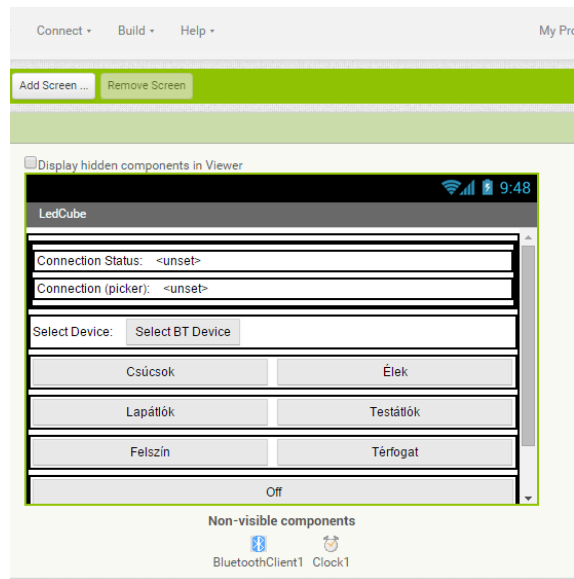 Connect Build Help My Pro
Add Screen ... Remove Screen
Display hidden components in Viewer
9:48
LedCube
Connection Status: <unset>
Connection (picker): <unset>
Select Device: Select BT Device
Csúcsok Élek
Lapátlók Testátlók
Felszín Térfogat
Off
Non-visible components
BluetoothClient1 Clock1